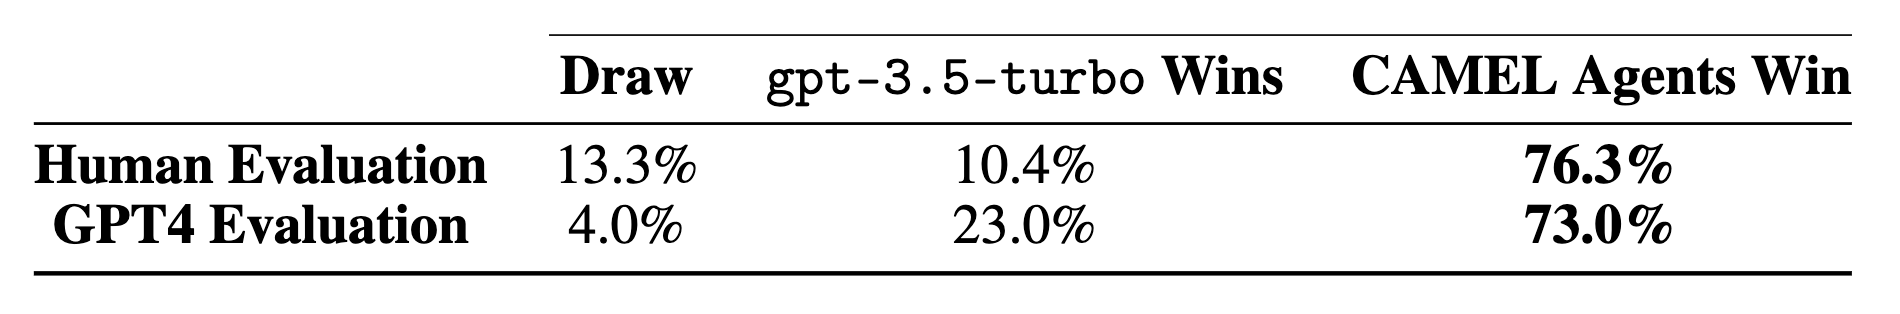 Draw gpt-3.5-turbo Wins CAMEL Agents Win
Human Evaluation 13.3% 10.4% 76.3%
GPT4 Evaluation 4.0% 23.0% 73.0%